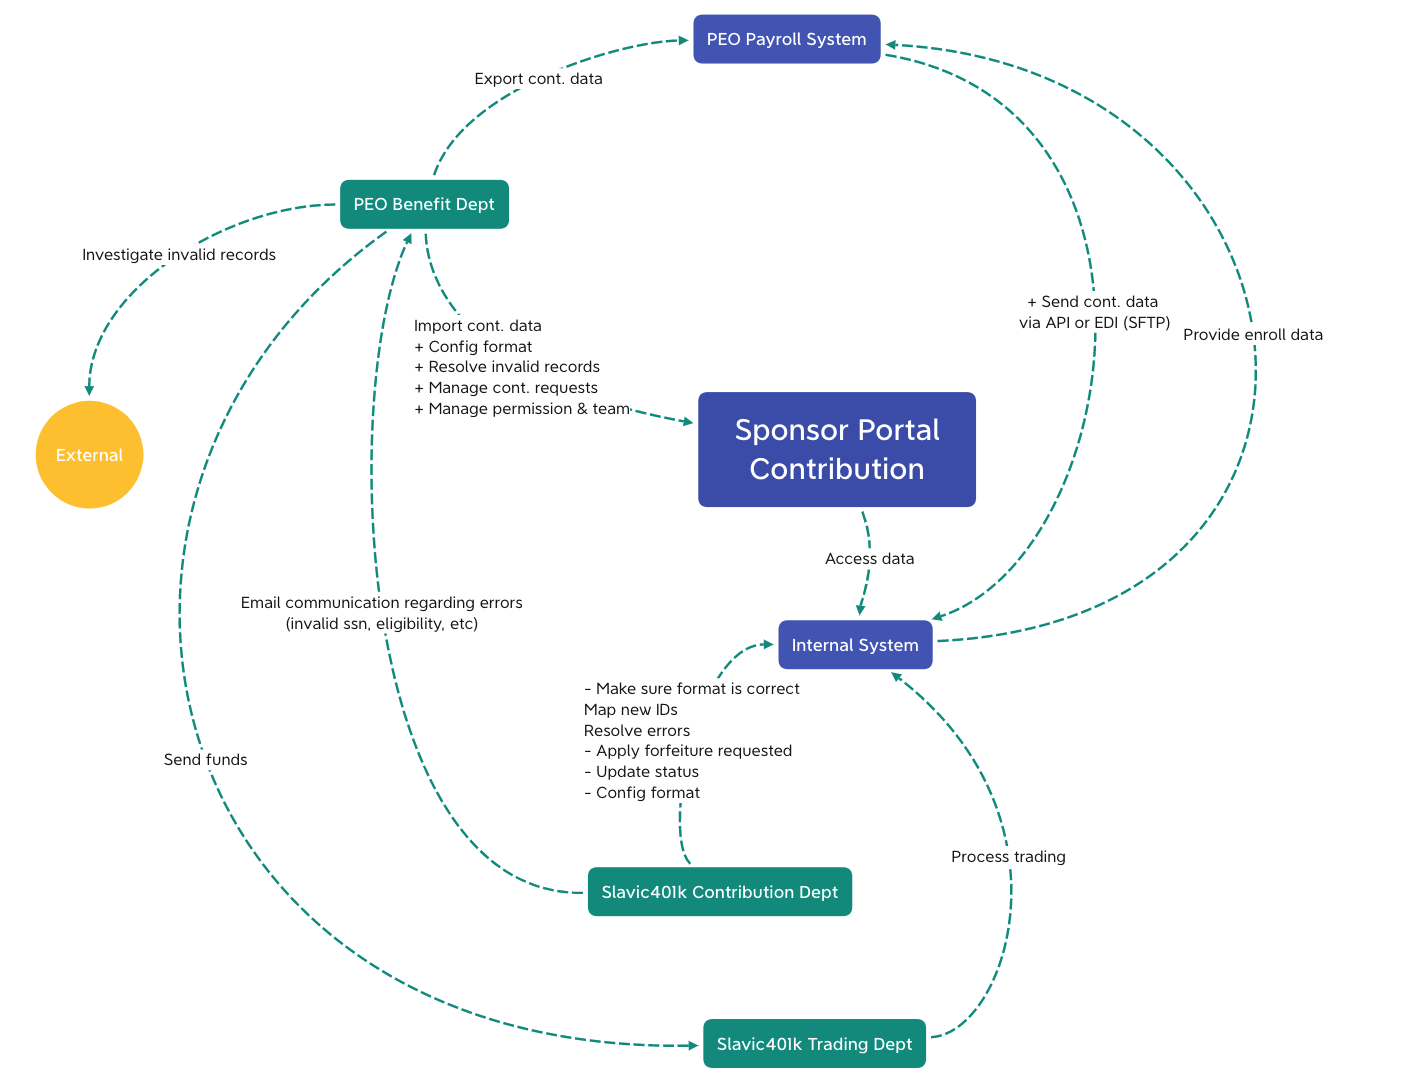 PEO Payroll System
Export cont. data
PEO Benefit Dept
Investigate invalid records
+ Send cont. data
via API or EDI (SFTP)
Provide enroll data
Import cont. data
+ Config format
+ Resolve invalid records
+ Manage cont. requests
+ Manage permission & team
External
Sponsor Portal
Contribution
Access data
Email communication regarding errors
(invalid ssn, eligibility, etc)
Internal System
- Make sure format is correct
Map new IDs
Resolve errors
- Apply forfeiture requested
- Update status
- Config format
Send funds
Process trading
Slavic401k Contribution Dept
Slavic401k Trading Dept